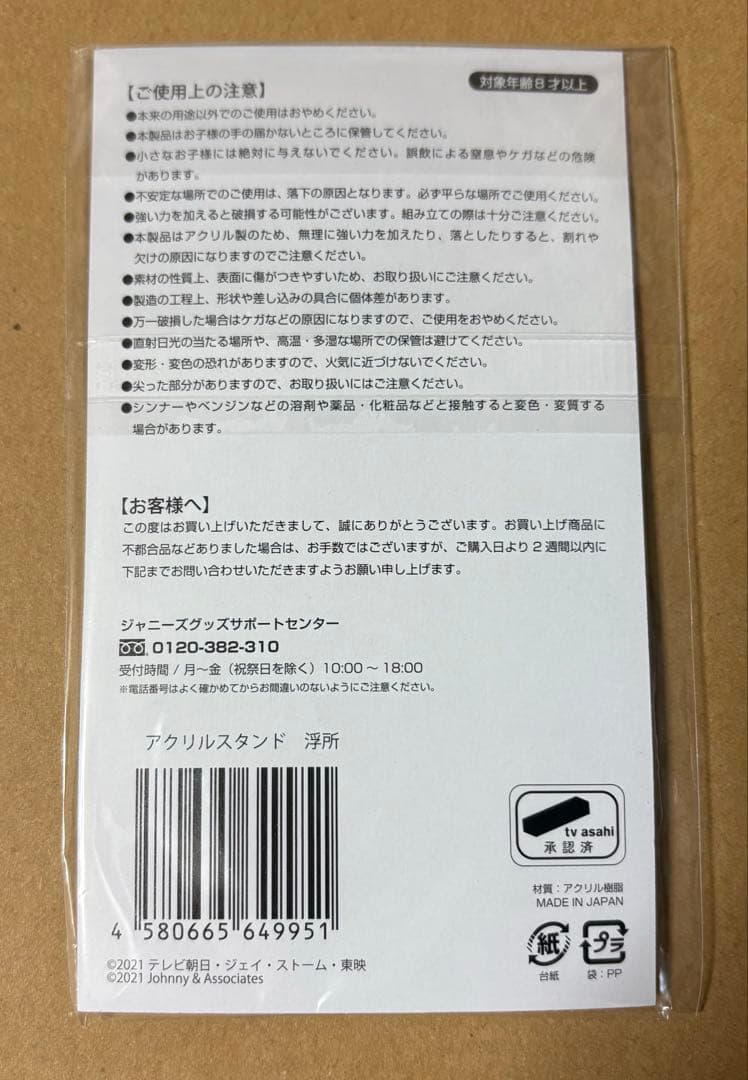 【ご使用上の注意】
対象年齢8才以上
●本来の用途以外でのご使用はおやめください。
●本製品はお子様の手の届かないところに保管してください。
●小さなお子様には絶対に与えないでください。誤飲による窒息やケガなどの危険
があります。
●不安定な場所でのご使用は、落下の原因となります。必ず平らな場所でご使用ください。
●強い力を加えると破損する可能性がございます。組み立ての際は十分ご注意ください。
●本製品はアクリル製のため、無理に強い力を加えたり、落としたりすると、割れや
欠けの原因になりますのでご注意ください。
●素材の性質上、表面に傷がつきやすいため、お取り扱いにご注意ください。
●製造の工程上、形状や差し込みの具合に個体差があります。
●万一破損した場合はケガなどの原因になりますので、ご使用をおやめください。
●直射日光の当たる場所や、高温・多湿な場所での保管は避けてください。
●変形・変色の恐れがありますので、火気に近づけないでください。
●尖った部分がありますので、お取り扱いにはご注意ください。
●シンナーやベンジンなどの溶剤や薬品・化粧品などと接触すると変色・変質する
場合があります。
【お客様へ】
この度はお買い上げいただきまして、誠にありがとうございます。お買い上げ商品に
不都合品などありました場合は、お手数ではございますが、ご購入日より2週間以内に
下記までお問い合わせいただきますようお願い申し上げます。
ジャニーズグッズサポートセンター
0120-382-310
受付時間/月〜金(祝祭日を除く)10:00〜18:00
※電話番号はよく確かめてからお間違いのないようにご注意ください。
アクリルスタンド 浮所
4 580665 649951
tv asahi
承認済
材質:アクリル樹脂
MADE IN JAPAN
紙
プラ
台紙
袋:PP
©2021 テレビ朝日・ジェイ・ストーム・東映
©2021 Johnny & Associates